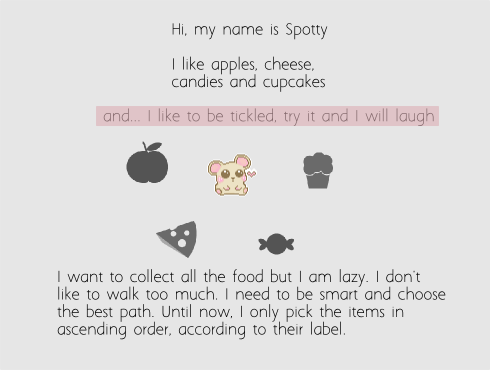 Hi, my name is Spotty
I like apples, cheese,
candies and cupcakes
and... I like to be tickled, try it and I will laugh
I want to collect all the food but I am lazy. I don't
like to walk too much. I need to be smart and choose
the best path. Until now, I only pick the items in
ascending order, according to their label.